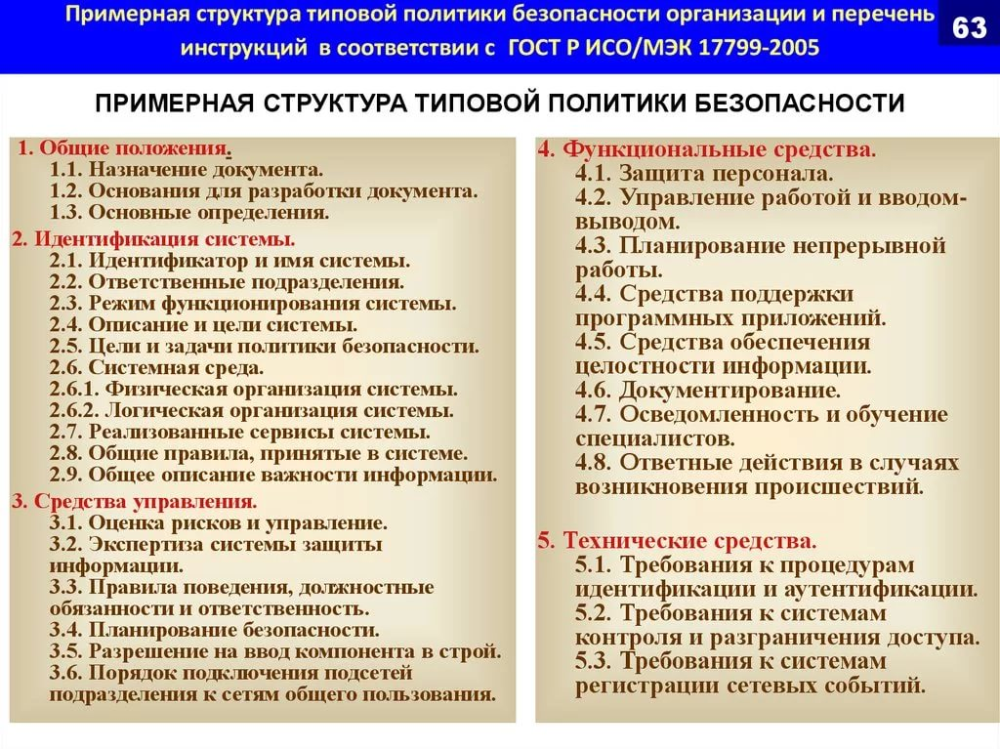 Примерная структура типовой политики безопасности организации и перечень
инструкций в соответствии с ГОСТ Р ИСО/МЭК 17799-2005
63
ПРИМЕРНАЯ СТРУКТУРА ТИПОВОЙ ПОЛИТИКИ БЕЗОПАСНОСТИ
1. Общие положения.
1.1. Назначение документа.
1.2. Основания для разработки документа.
1.3. Основные определения.
2. Идентификация системы.
2.1. Идентификатор и имя системы.
2.2. Ответственные подразделения.
2.3. Режим функционирования системы.
2.4. Описание и цели системы.
2.5. Цели и задачи политики безопасности.
2.6. Системная среда.
2.6.1. Физическая организация системы.
2.6.2. Логическая организация системы.
2.7. Реализованные сервисы системы.
2.8. Общие правила, принятые в системе.
2.9. Общее описание важности информации.
3. Средства управления.
3.1. Оценка рисков и управление.
3.2. Экспертиза системы защиты
информации.
3.3. Правила поведения, должностные
обязанности и ответственность.
3.4. Планирование безопасности.
3.5. Разрешение на ввод компонента в строй.
3.6. Порядок подключения подсетей
подразделения к сетям общего пользования.
4. Функциональные средства.
4.1. Защита персонала.
4.2. Управление работой и вводом-
выводом.
4.3. Планирование непрерывной
работы.
4.4. Средства поддержки
программных приложений.
4.5. Средства обеспечения
целостности информации.
4.6. Документирование.
4.7. Осведомленность и обучение
специалистов.
4.8. Ответные действия в случаях
возникновения происшествий.
5. Технические средства.
5.1. Требования к процедурам
идентификации и аутентификации.
5.2. Требования к системам
контроля и разграничения доступа.
5.3. Требования к системам
регистрации сетевых событий.